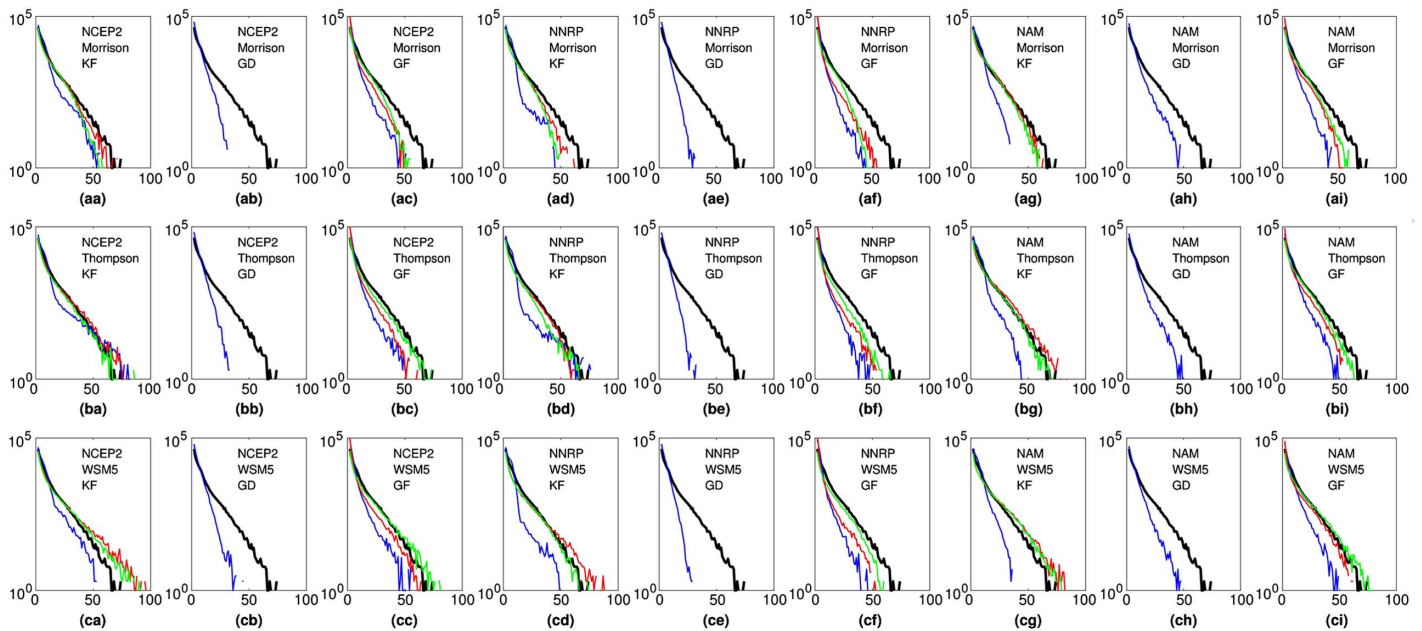 10^5 NCEP2 Morrison KF 10^0 0 50 100 (aa)
10^5 NCEP2 Morrison GD 10^0 0 50 100 (ab)
10^5 NCEP2 Morrison GF 10^0 0 50 100 (ac)
10^5 NNRP Morrison KF 10^0 0 50 100 (ad)
10^5 NNRP Morrison GD 10^0 0 50 100 (ae)
10^5 NNRP Morrison GF 10^0 0 50 100 (af)
10^5 NAM Morrison KF 10^0 0 50 100 (ag)
10^5 NAM Morrison GD 10^0 0 50 100 (ah)
10^5 NAM Morrison GF 10^0 0 50 100 (ai)
10^5 NCEP2 Thompson KF 10^0 0 50 100 (ba)
10^5 NCEP2 Thompson GD 10^0 0 50 100 (bb)
10^5 NCEP2 Thompson GF 10^0 0 50 100 (bc)
10^5 NNRP Thompson KF 10^0 0 50 100 (bd)
10^5 NNRP Thompson GD 10^0 0 50 100 (be)
10^5 NNRP Thmopson GF 10^0 0 50 100 (bf)
10^5 NAM Thompson KF 10^0 0 50 100 (bg)
10^5 NAM Thompson GD 10^0 0 50 100 (bh)
10^5 NAM Thompson GF 10^0 0 50 100 (bi)
10^5 NCEP2 WSM5 KF 10^0 0 50 100 (ca)
10^5 NCEP2 WSM5 GD 10^0 0 50 100 (cb)
10^5 NCEP2 WSM5 GF 10^0 0 50 100 (cc)
10^5 NNRP WSM5 KF 10^0 0 50 100 (cd)
10^5 NNRP WSM5 GD 10^0 0 50 100 (ce)
10^5 NNRP WSM5 GF 10^0 0 50 100 (cf)
10^5 NAM WSM5 KF 10^0 0 50 100 (cg)
10^5 NAM WSM5 GD 10^0 0 50 100 (ch)
10^5 NAM WSM5 GF 10^0 0 50 100 (ci)